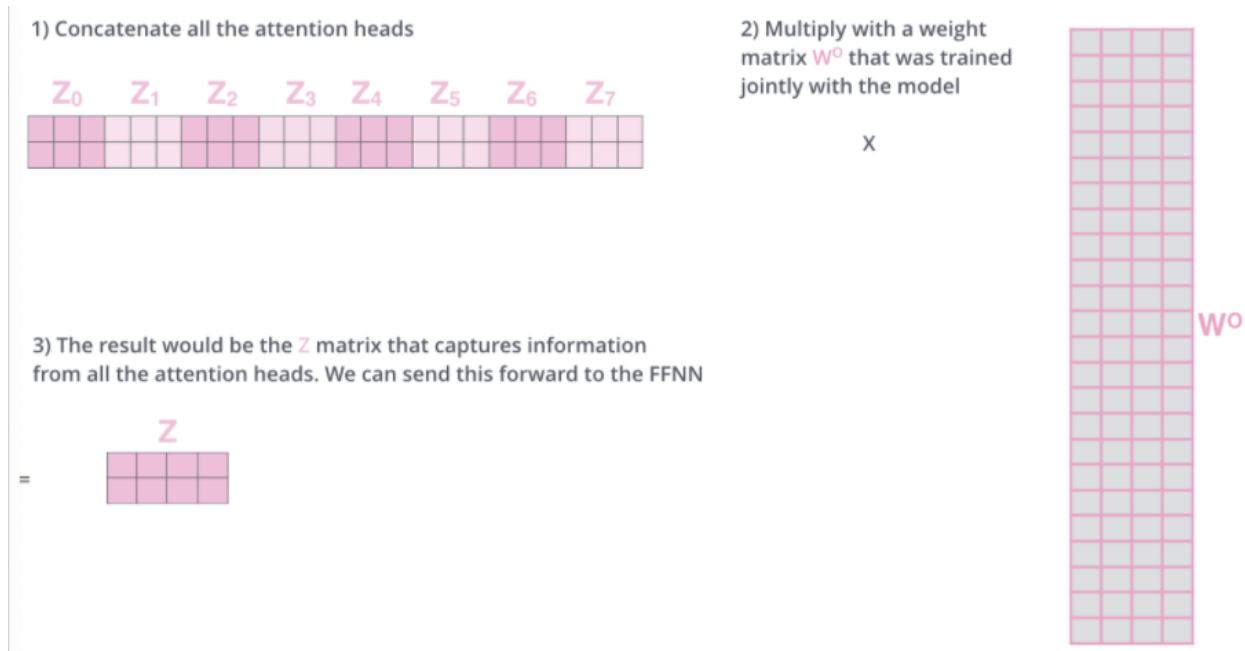 1) Concatenate all the attention heads
Z0 Z1 Z2 Z3 Z4 Z5 Z6 Z7
2) Multiply with a weight
matrix WO that was trained
jointly with the model
X
WO
3) The result would be the Z matrix that captures information
from all the attention heads. We can send this forward to the FFNN
Z
=